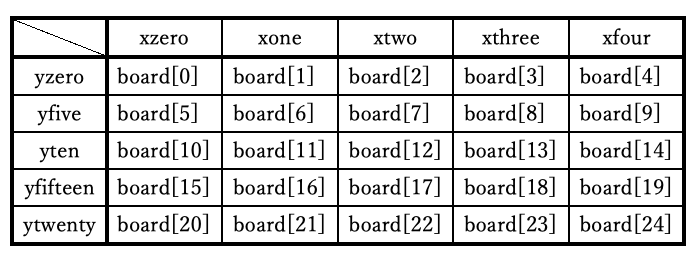 xzero xone xtwo xthree xfour
yzero board[0] board[1] board[2] board[3] board[4]
yfive board[5] board[6] board[7] board[8] board[9]
yten board[10] board[11] board[12] board[13] board[14]
yfifteen board[15] board[16] board[17] board[18] board[19]
ytwenty board[20] board[21] board[22] board[23] board[24]